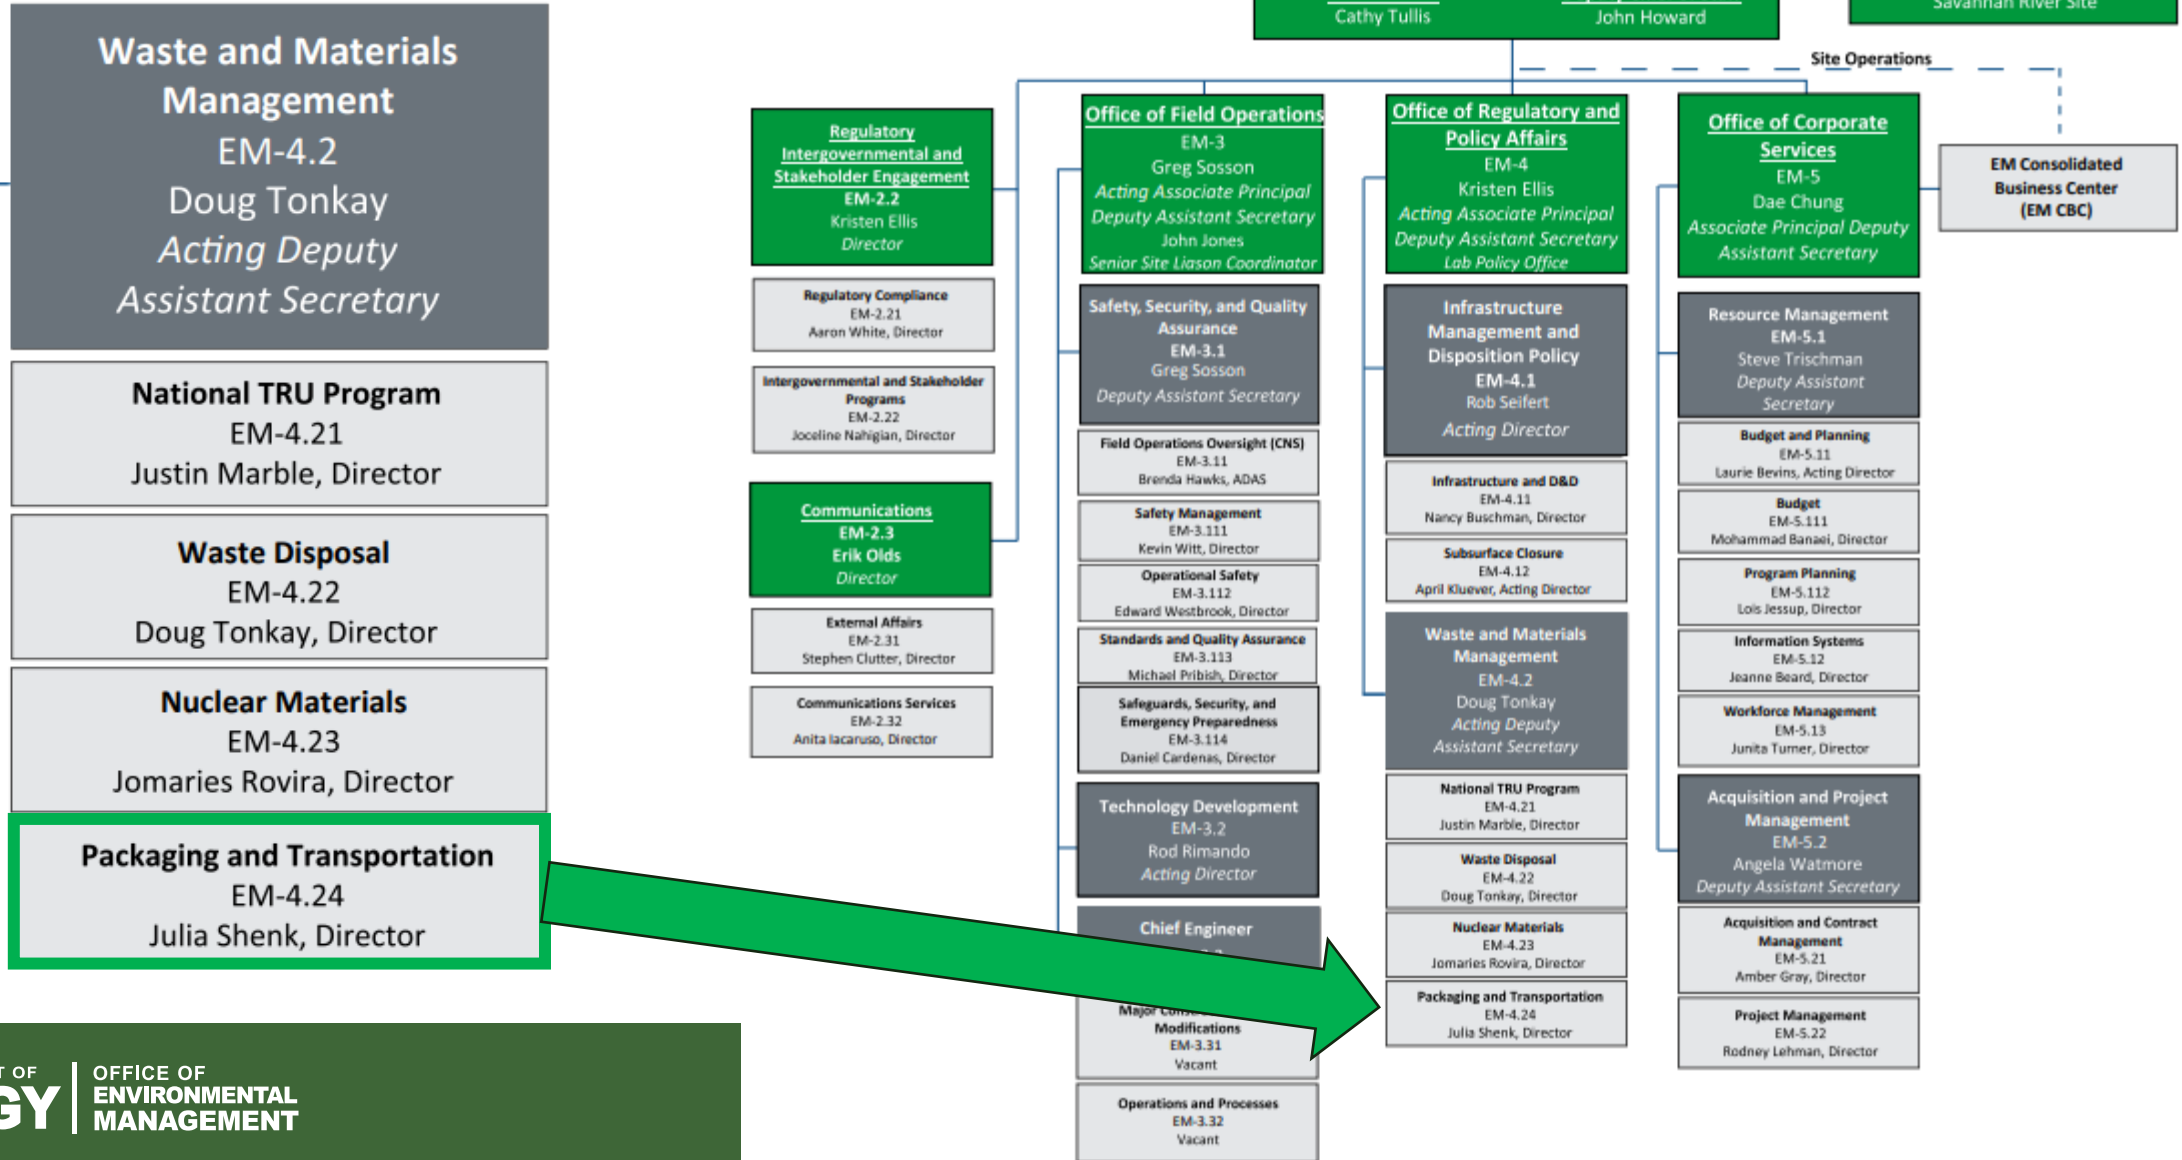 Waste and Materials
Management
EM-4.2
Doug Tonkay
Acting Deputy
Assistant Secretary
National TRU Program
EM-4.21
Justin Marble, Director
Waste Disposal
EM-4.22
Doug Tonkay, Director
Nuclear Materials
EM-4.23
Jomaries Rovira, Director
Packaging and Transportation
EM-4.24
Julia Shenk, Director
OFFICE OF
ENVIRONMENTAL
MANAGEMENT
Cathy Tullis
John Howard
Savannah River Site
Site Operations
Regulatory
Intergovernmental and
Stakeholder Engagement
EM-2.2
Kristen Ellis
Director
Regulatory Compliance
EM-2.21
Aaron White, Director
Intergovernmental and Stakeholder
Programs
EM-2.22
Joceline Nahigian, Director
Communications
EM-2.3
Erik Olds
Director
External Affairs
EM-2.31
Stephen Clutter, Director
Communications Services
EM-2.32
Anita Iacaruso, Director
Office of Field Operations
EM-3
Greg Sosson
Acting Associate Principal
Deputy Assistant Secretary
John Jones
Senior Site Liason Coordinator
Safety, Security, and Quality
Assurance
EM-3.1
Greg Sosson
Deputy Assistant Secretary
Field Operations Oversight (CNS)
EM-3.11
Brenda Hawks, ADAS
Safety Management
EM-3.111
Kevin Witt, Director
Operational Safety
EM-3.112
Edward Westbrook, Director
Standards and Quality Assurance
EM-3.113
Michael Pribish, Director
Safeguards, Security, and
Emergency Preparedness
EM-3.114
Daniel Cardenas, Director
Technology Development
EM-3.2
Rod Rimando
Acting Director
Chief Engineer
Major
Modifications
EM-3.31
Vacant
Operations and Processes
EM-3.32
Vacant
Office of Regulatory and
Policy Affairs
EM-4
Kristen Ellis
Acting Associate Principal
Deputy Assistant Secretary
Lab Policy Office
Infrastructure
Management and
Disposition Policy
EM-4.1
Rob Seifert
Acting Director
Infrastructure and D&D
EM-4.11
Nancy Buschman, Director
Subsurface Closure
EM-4.12
April Kluever, Acting Director
Waste and Materials
Management
EM-4.2
Doug Tonkay
Acting Deputy
Assistant Secretary
National TRU Program
EM-4.21
Justin Marble, Director
Waste Disposal
EM-4.22
Doug Tonkay, Director
Nuclear Materials
EM-4.23
Jomaries Rovira, Director
Packaging and Transportation
EM-4.24
Julia Shenk, Director
Office of Corporate
Services
EM-5
Dae Chung
Associate Principal Deputy
Assistant Secretary
EM Consolidated
Business Center
(EM CBC)
Resource Management
EM-5.1
Steve Trischman
Deputy Assistant
Secretary
Budget and Planning
EM-5.11
Laurie Bevins, Acting Director
Budget
EM-5.111
Mohammad Banaei, Director
Program Planning
EM-5.112
Lois Jessup, Director
Information Systems
EM-5.12
Jeanne Beard, Director
Workforce Management
EM-5.13
Junita Turner, Director
Acquisition and Project
Management
EM-5.2
Angela Watmore
Deputy Assistant Secretary
Acquisition and Contract
Management
EM-5.21
Amber Gray, Director
Project Management
EM-5.22
Rodney Lehman, Director